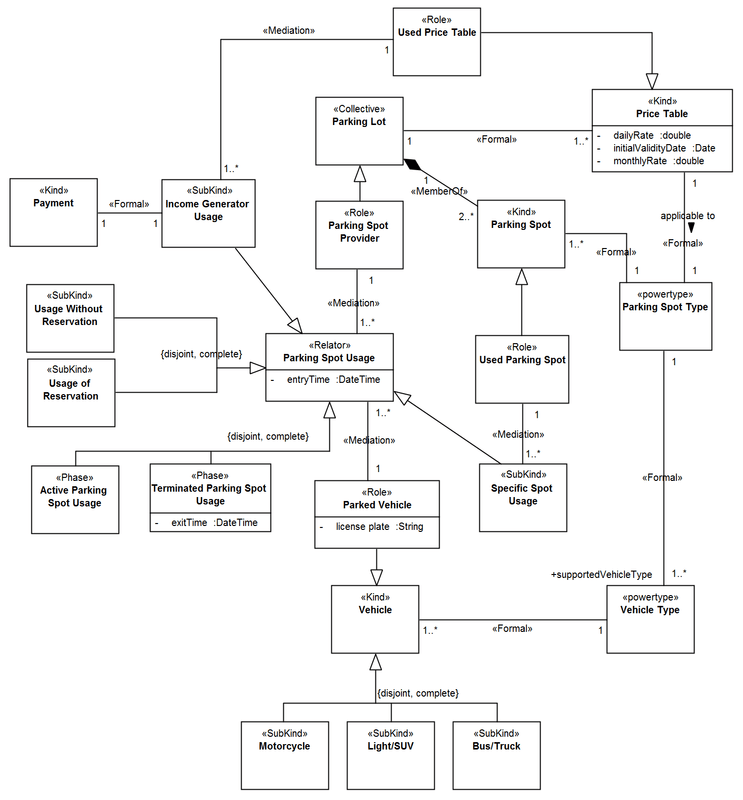 «Role»
Used Price Table
«Mediation»
1
1..*
«Kind»
Price Table
- dailyRate :double
- initialValidityDate :Date
- monthlyRate :double
«Collective»
Parking Lot
1
«Formal»
1..*
1
«MemberOf»
2..*
1
applicable to
«Formal»
1
«Kind»
Payment
«Formal»
1
1
«SubKind»
Income Generator
Usage
«Role»
Parking Spot
Provider
1
«Mediation»
1..*
«Kind»
Parking Spot
1..*
«Formal»
1
«powertype»
Parking Spot Type
1
«SubKind»
Usage Without
Reservation
{disjoint, complete}
«SubKind»
Usage of
Reservation
«Relator»
Parking Spot Usage
- entryTime :DateTime
«Role»
Used Parking Spot
1
«Mediation»
1..*
1..*
«Mediation»
1
{disjoint, complete}
«Phase»
Active Parking
Spot Usage
«Phase»
Terminated Parking Spot
Usage
- exitTime :DateTime
«Role»
Parked Vehicle
- license plate :String
«SubKind»
Specific Spot
Usage
«Formal»
+supportedVehicleType
1..*
«Kind»
Vehicle
1..*
«Formal»
1
«powertype»
Vehicle Type
{disjoint, complete}
«SubKind»
Motorcycle
«SubKind»
Light/SUV
«SubKind»
Bus/Truck